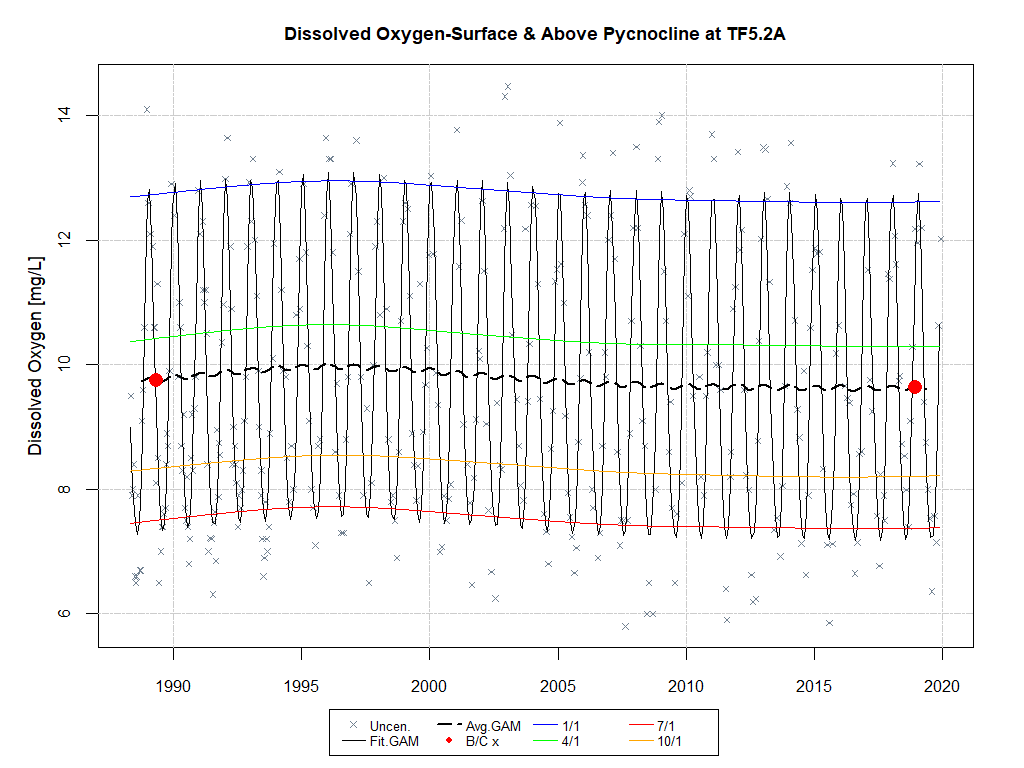 Dissolved Oxygen-Surface & Above Pycnocline at TF5.2A
Dissolved Oxygen [mg/L]
14
12
10
8
6
1990 1995 2000 2005 2010 2015 2020
Uncen. Avg.GAM 1/1 7/1
Fit.GAM B/C x 4/1 10/1